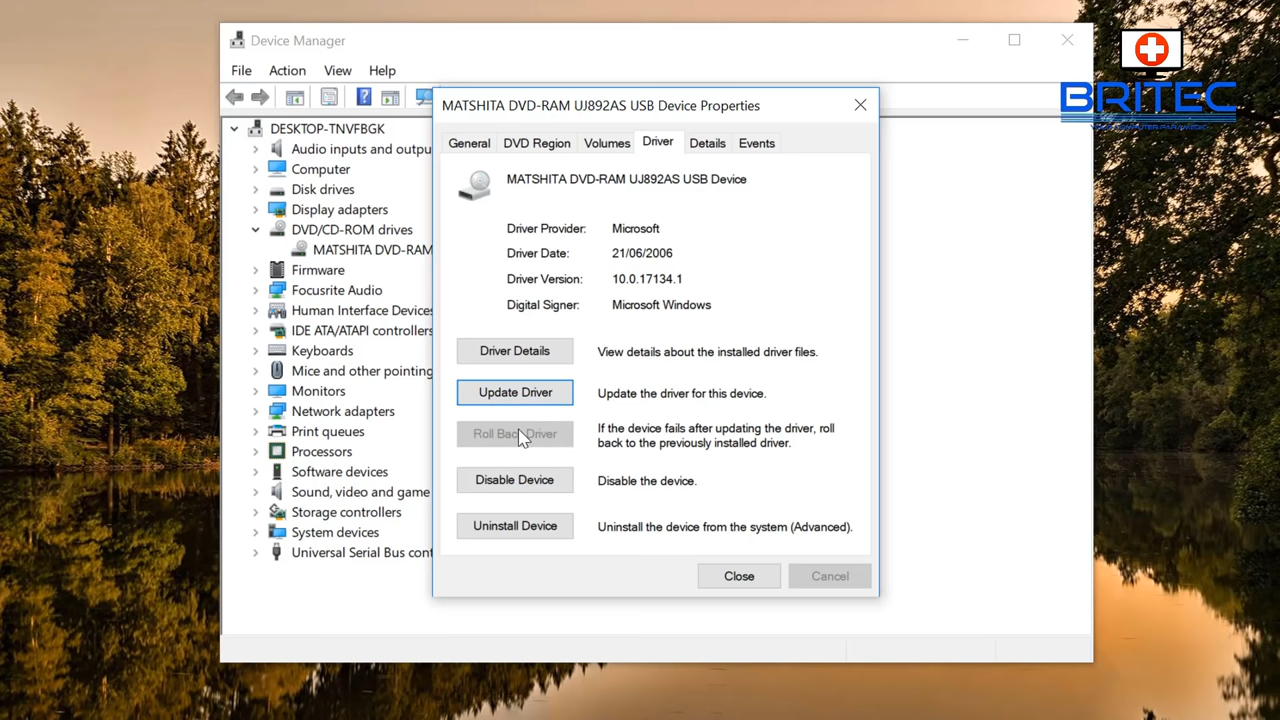 Device Manager
BRITEC
File Action View Help
MATSHITA DVD-RAM UJ892AS USB Device Properties
General DVD Region Volumes Driver Details Events
DESKTOP-TNVFBGK
Audio inputs and outpu
Computer
Disk drives
Display adapters
DVD/CD-ROM drives
MATSHITA DVD-RAM
Firmware
Focusrite Audio
Human Interface Devices
IDE ATA/ATAPI controllers
Keyboards
Mice and other pointing
Monitors
Network adapters
Print queues
Processors
Software devices
Sound, video and game
Storage controllers
System devices
Universal Serial Bus cont
MATSHITA DVD-RAM UJ892AS USB Device
Driver Provider: Microsoft
Driver Date: 21/06/2006
Driver Version: 10.0.17134.1
Digital Signer: Microsoft Windows
Driver Details View details about the installed driver files.
Update Driver Update the driver for this device.
Roll Back Driver If the device fails after updating the driver, roll
back to the previously installed driver.
Disable Device Disable the device.
Uninstall Device Uninstall the device from the system (Advanced).
Close Cancel